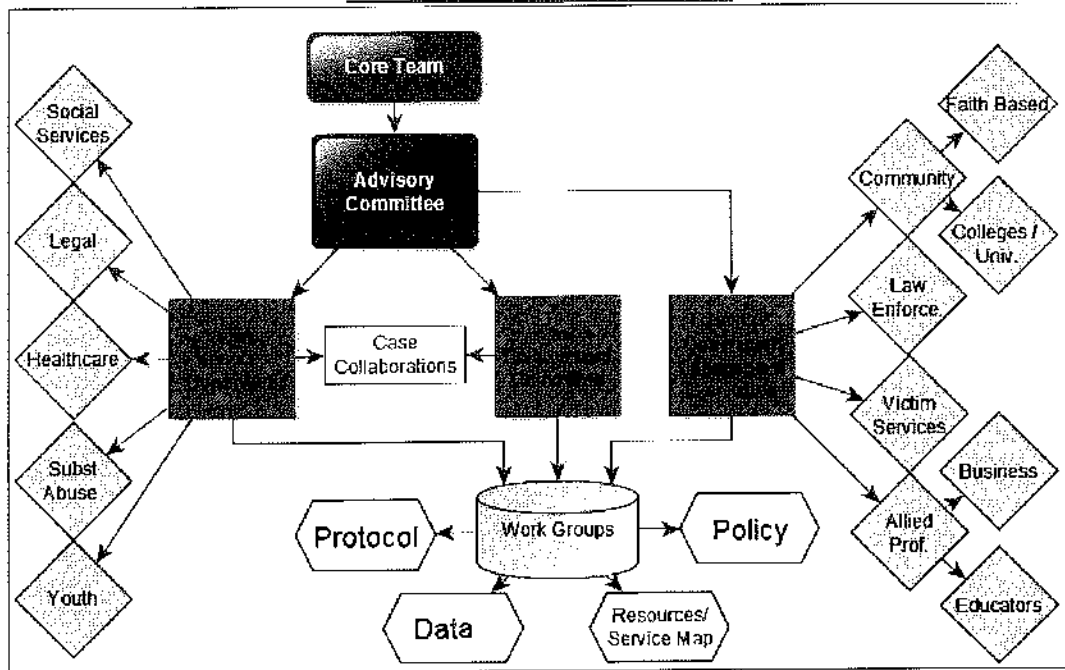 Core Team
Advisory
Committee
Social
Services
Legal
Healthcare
Subst
Abuse
Youth
Case
Collaborations
Faith Based
Community
Colleges /
Univ.
Law
Enforce.
Victim
Services
Business
Allied
Prof.
Educators
Work Groups
Protocol
Policy
Data
Resources/
Service Map